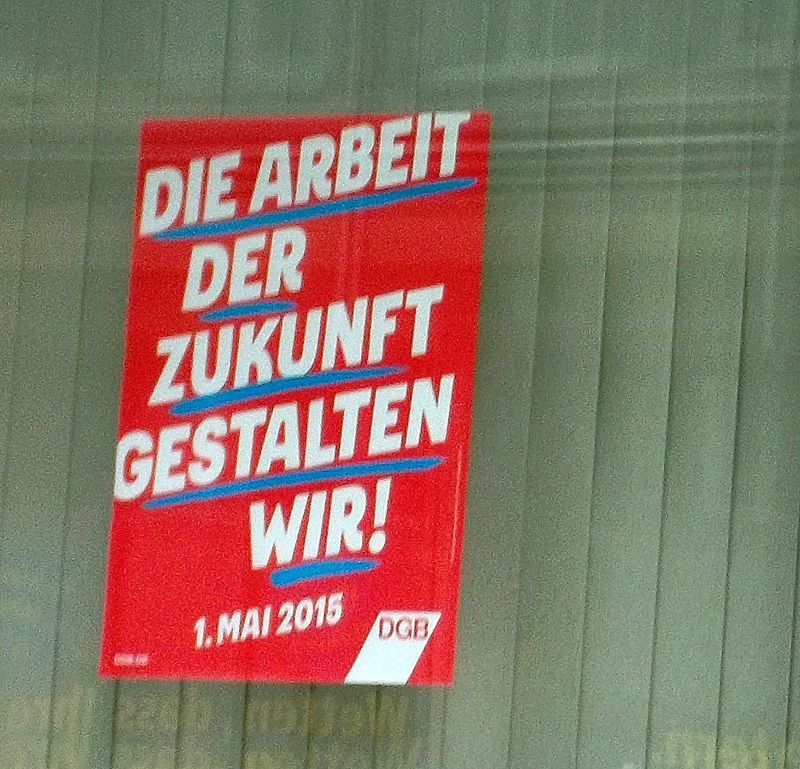 DIE ARBEIT
DER
ZUKUNFT
GESTALTEN
WIR!
1. MAI 2015
DGB